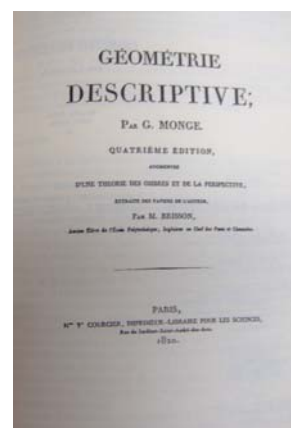 GÉOMÉTRIE
DESCRIPTIVE;
PAR G. MONGE.
QUATRIÈME ÉDITION,
AUGMENTÉE
D'UNE THÉORIE DES OMBRES ET DE LA PERSPECTIVE,
EXTRAITE DES PAPIERS DE L'AUTEUR,
PAR M. BRISSON,
Ancien Élève de l'École Polytechnique, Ingénieur en Chef des Ponts et Chaussées.
PARIS,
Mme Ve COURCIER, IMPRIMEUR-LIBRAIRE POUR LES SCIENCES,
Rue du Jardinet-Saint-André-des-Arcs.
1820.